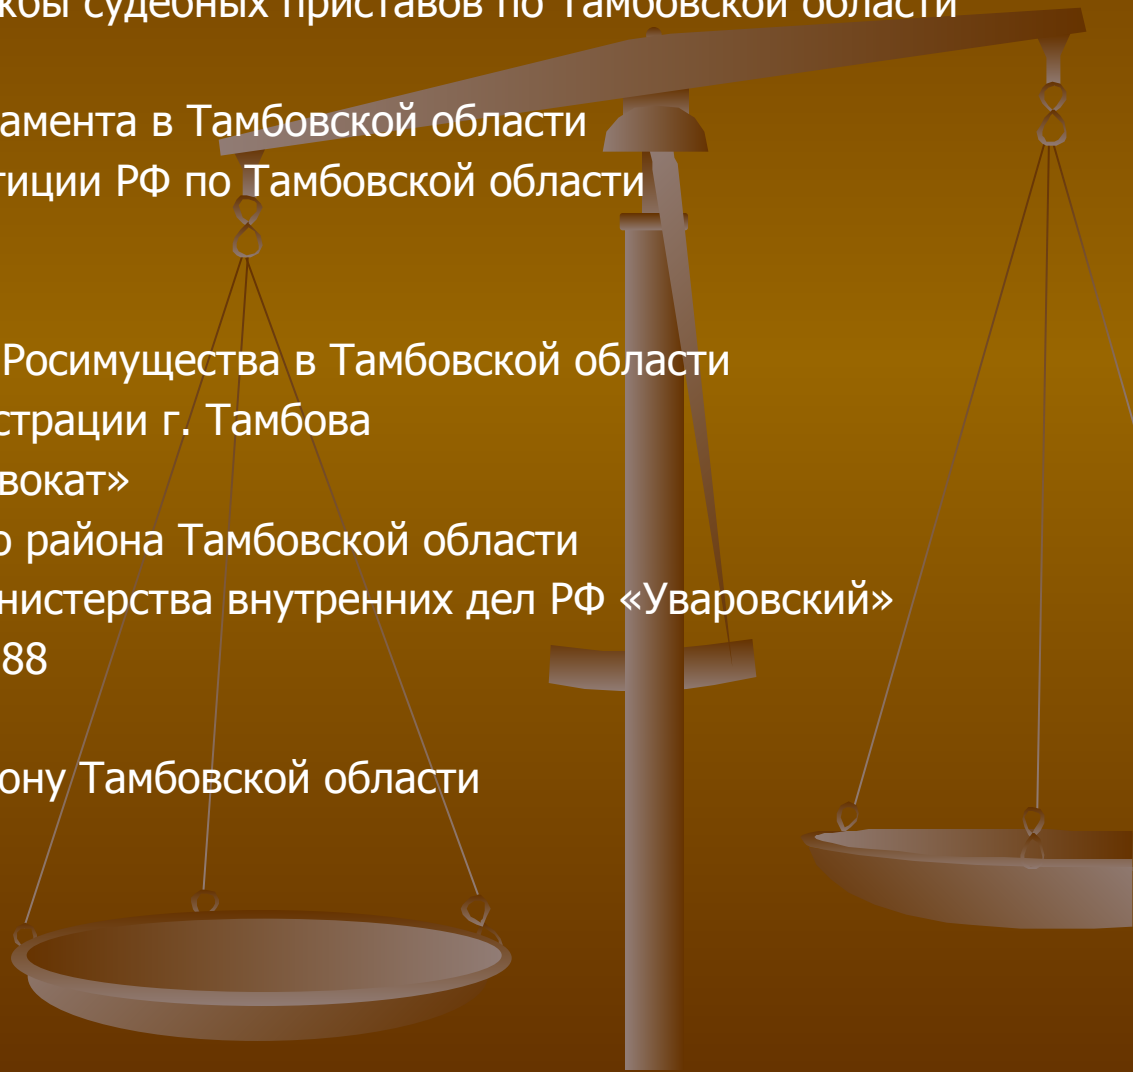 жбы судебных приставов по Тамбовской области
амента в Тамбовской области
тиции РФ по Тамбовской области
Росимущества в Тамбовской области
страции г. Тамбова
вокат»
о района Тамбовской области
нистерства внутренних дел РФ «Уваровский»
88
ону Тамбовской области